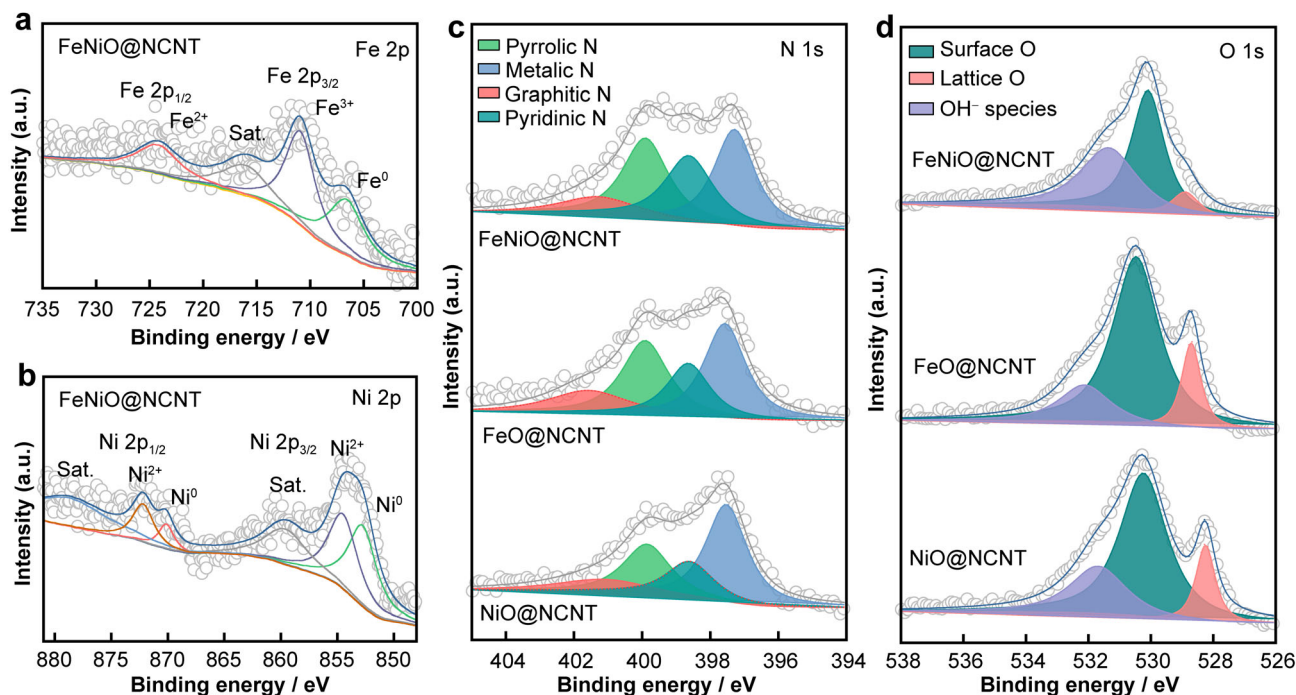 a
FeNiO@NCNT
Fe 2p
Fe 2p3/2
Fe 2p1/2
Fe3+
Fe2+
Sat.
Fe0
Intensity (a.u.)
735 730 725 720 715 710 705 700
Binding energy / eV
b
FeNiO@NCNT
Ni 2p
Ni 2p1/2
Ni 2p3/2
Ni2+
Sat.
Ni2+
Sat.
Ni0
Ni0
Intensity (a.u.)
880 875 870 865 860 855 850
Binding energy / eV
c
Pyrrolic N
Metalic N
Graphitic N
Pyridinic N
N 1s
FeNiO@NCNT
FeO@NCNT
NiO@NCNT
Intensity (a.u.)
404 402 400 398 396 394
Binding energy / eV
d
Surface O
Lattice O
OH⁻ species
O 1s
FeNiO@NCNT
FeO@NCNT
NiO@NCNT
Intensity (a.u.)
538 536 534 532 530 528 526
Binding energy / eV